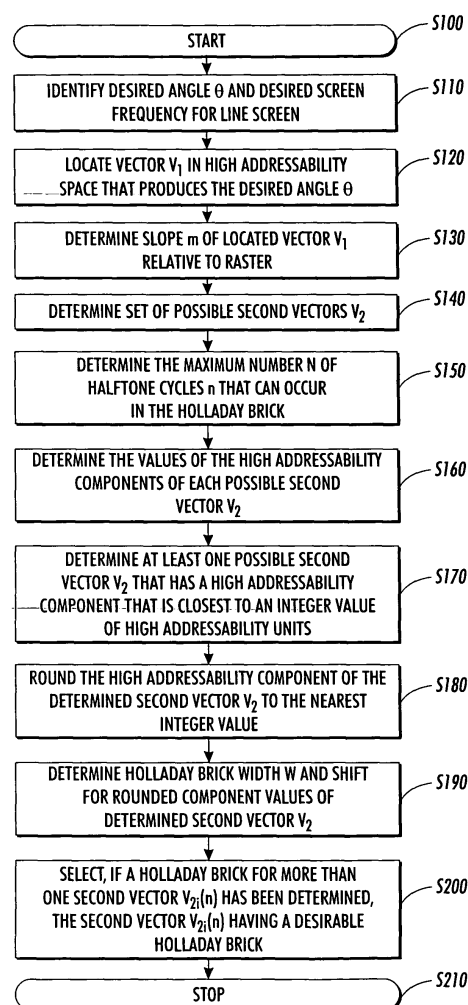 START
S100
IDENTIFY DESIRED ANGLE θ AND DESIRED SCREEN
FREQUENCY FOR LINE SCREEN
S110
LOCATE VECTOR V1 IN HIGH ADDRESSABILITY
SPACE THAT PRODUCES THE DESIRED ANGLE θ
S120
DETERMINE SLOPE m OF LOCATED VECTOR V1
RELATIVE TO RASTER
S130
DETERMINE SET OF POSSIBLE SECOND VECTORS V2
S140
DETERMINE THE MAXIMUM NUMBER N OF
HALFTONE CYCLES n THAT CAN OCCUR
IN THE HOLLADAY BRICK
S150
DETERMINE THE VALUES OF THE HIGH ADDRESSABILITY
COMPONENTS OF EACH POSSIBLE SECOND
VECTOR V2
S160
DETERMINE AT LEAST ONE POSSIBLE SECOND
VECTOR V2 THAT HAS A HIGH ADDRESSABILITY
COMPONENT THAT IS CLOSEST TO AN INTEGER VALUE
OF HIGH ADDRESSABILITY UNITS
S170
ROUND THE HIGH ADDRESSABILITY COMPONENT OF THE
DETERMINED SECOND VECTOR V2 TO THE NEAREST
INTEGER VALUE
S180
DETERMINE HOLLADAY BRICK WIDTH W AND SHIFT
FOR ROUNDED COMPONENT VALUES OF
DETERMINED SECOND VECTOR V2
S190
SELECT, IF A HOLLADAY BRICK FOR MORE THAN
ONE SECOND VECTOR V2i(n) HAS BEEN DETERMINED,
THE SECOND VECTOR V2i(n) HAVING A DESIRABLE
HOLLADAY BRICK
S200
STOP
S210